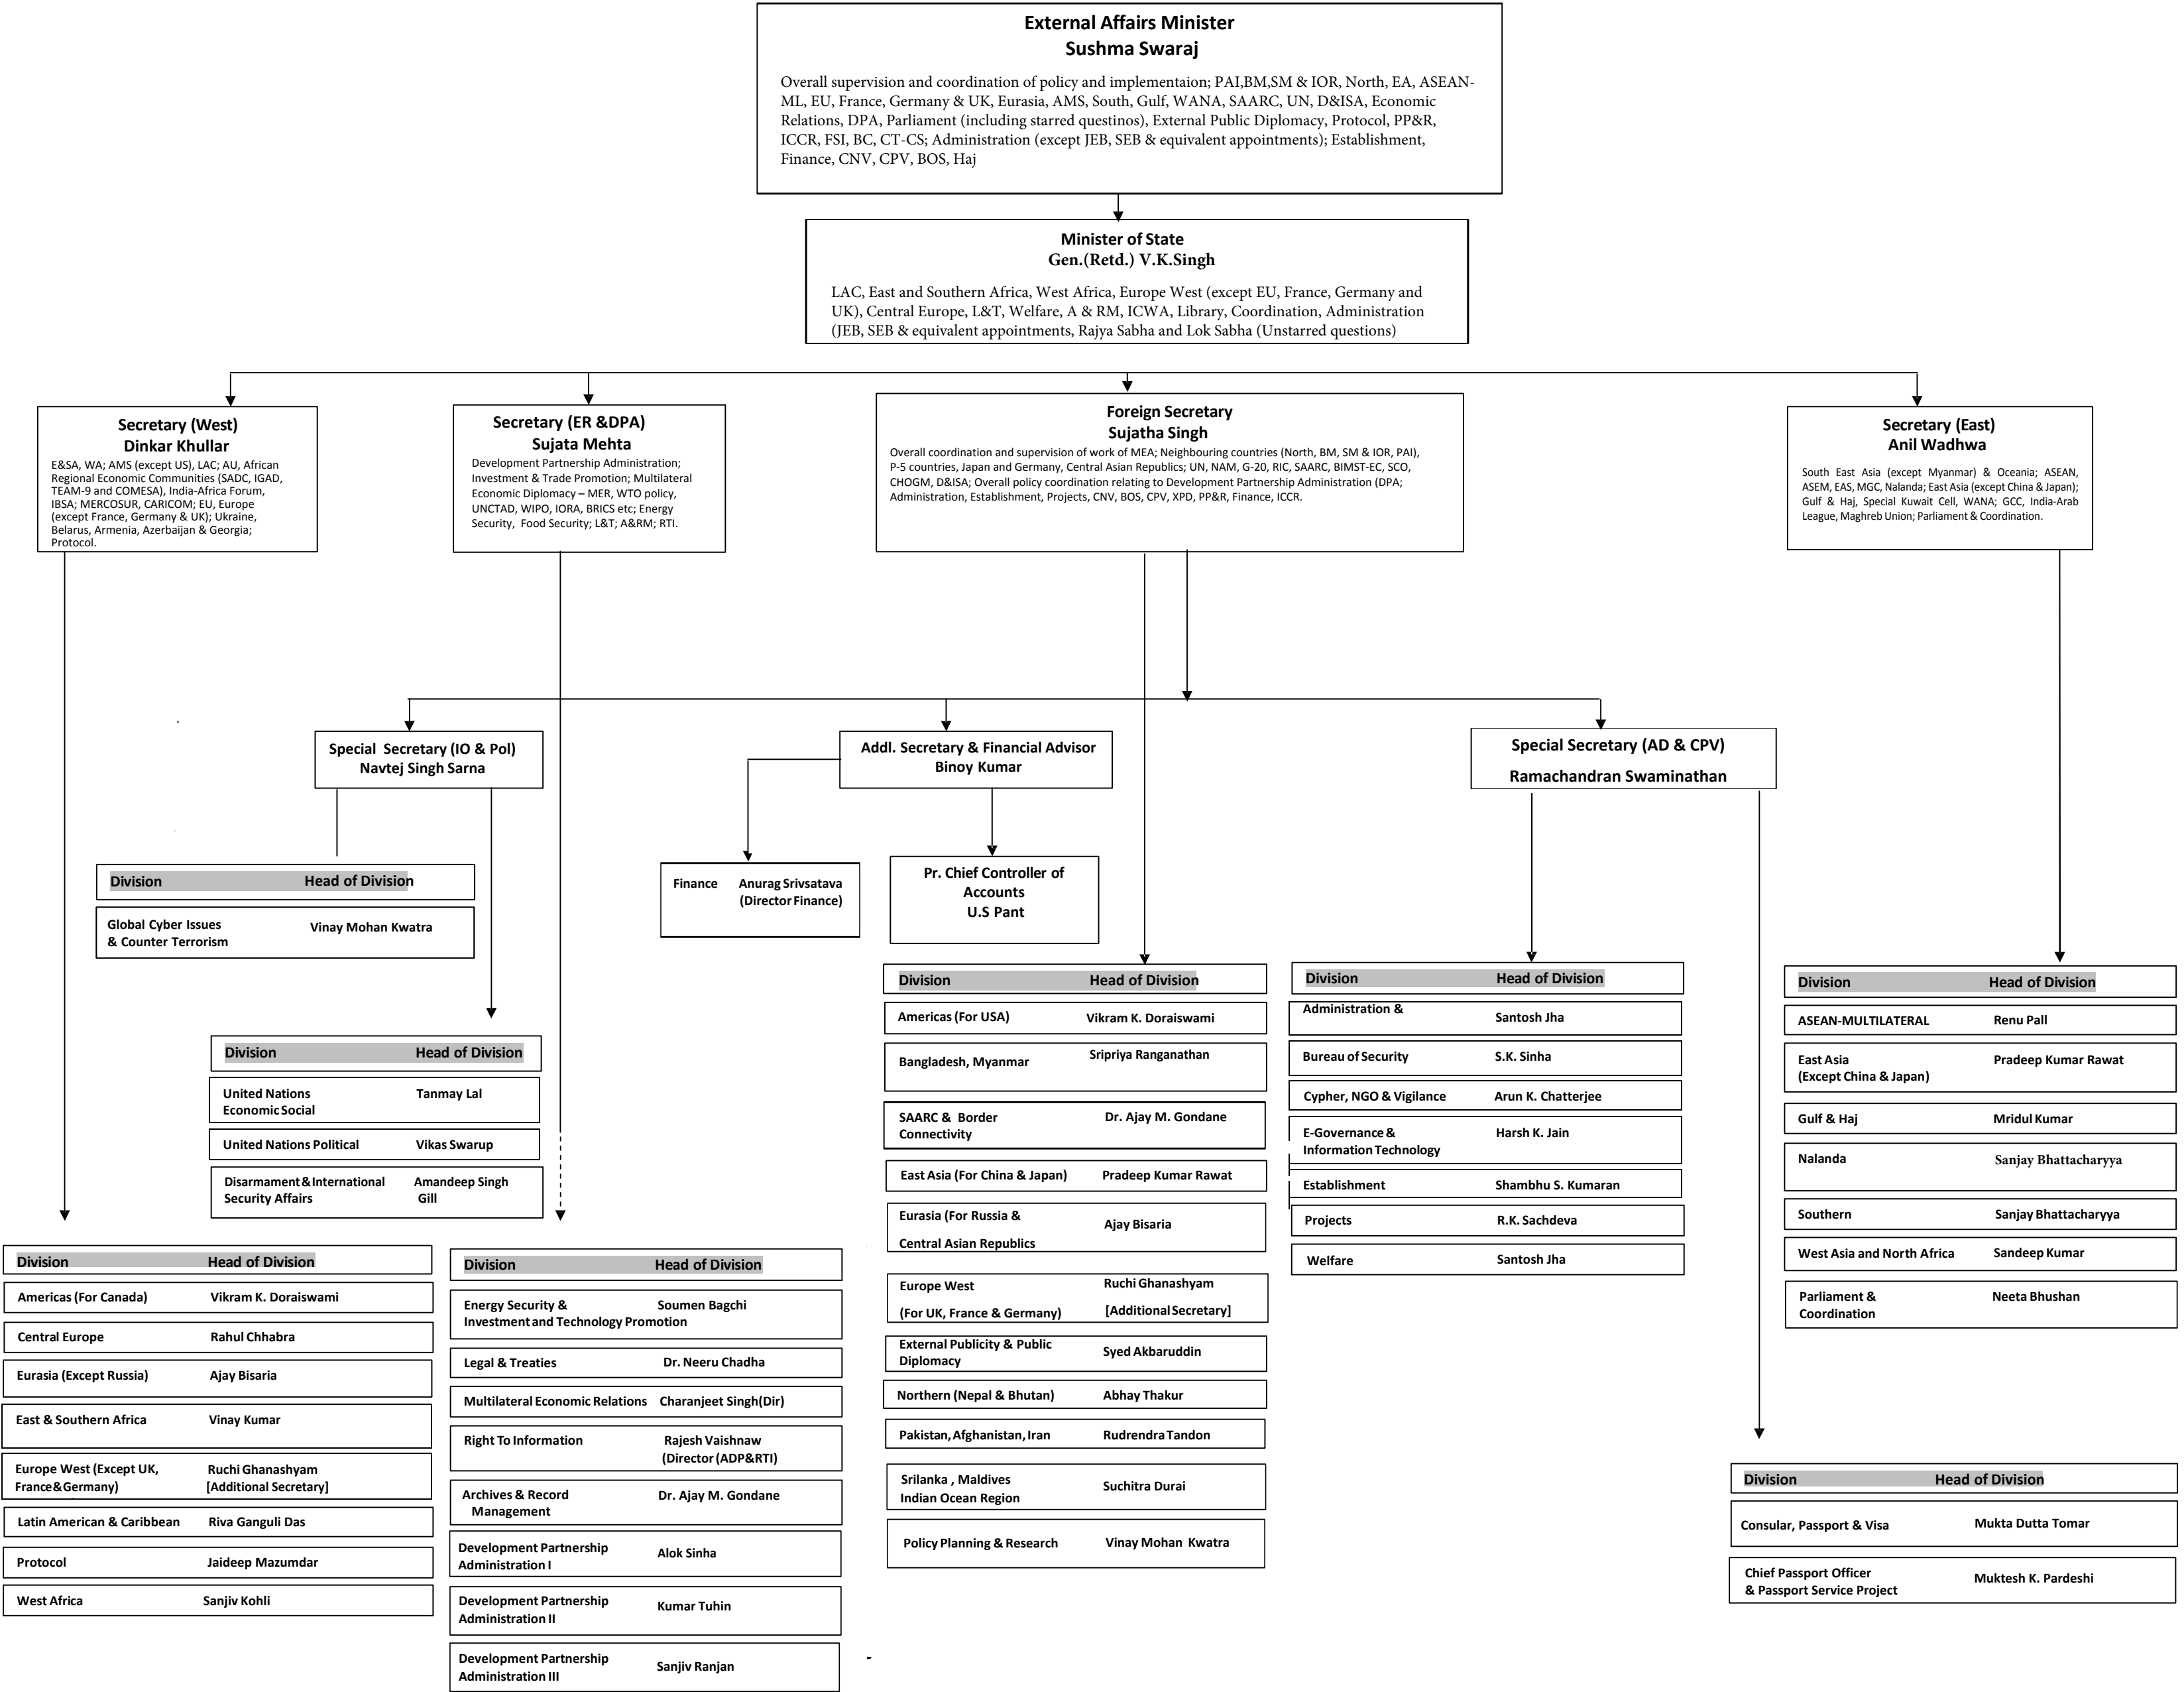 External Affairs Minister
Sushma Swaraj
Overall supervision and coordination of policy and implementaion; PAI,BM,SM & IOR, North, EA, ASEAN-
ML, EU, France, Germany & UK, Eurasia, AMS, South, Gulf, WANA, SAARC, UN, D&ISA, Economic
Relations, DPA, Parliament (including starred questinos), External Public Diplomacy, Protocol, PP&R,
ICCR, FSI, BC, CT-CS; Administration (except JEB, SEB & equivalent appointments); Establishment,
Finance, CNV, CPV, BOS, Haj
Minister of State
Gen.(Retd.) V.K.Singh
LAC, East and Southern Africa, West Africa, Europe West (except EU, France, Germany and
UK), Central Europe, L&T, Welfare, A & RM, ICWA, Library, Coordination, Administration
(JEB, SEB & equivalent appointments, Rajya Sabha and Lok Sabha (Unstarred questions)
Secretary (West)
Dinkar Khullar
E&SA, WA; AMS (except US), LAC; AU, African
Regional Economic Communities (SADC, IGAD,
TEAM-9 and COMESA), India-Africa Forum,
IBSA; MERCOSUR, CARICOM; EU, Europe
(except France, Germany & UK); Ukraine,
Belarus, Armenia, Azerbaijan & Georgia;
Protocol.
Secretary (ER &DPA)
Sujata Mehta
Development Partnership Administration;
Investment & Trade Promotion; Multilateral
Economic Diplomacy – MER, WTO policy,
UNCTAD, WIPO, IORA, BRICS etc; Energy
Security, Food Security; L&T; A&RM; RTI.
Foreign Secretary
Sujatha Singh
Overall coordination and supervision of work of MEA; Neighbouring countries (North, BM, SM & IOR, PAI),
P-5 countries, Japan and Germany, Central Asian Republics; UN, NAM, G-20, RIC, SAARC, BIMST-EC, SCO,
CHOGM, D&ISA; Overall policy coordination relating to Development Partnership Administration (DPA;
Administration, Establishment, Projects, CNV, BOS, CPV, XPD, PP&R, Finance, ICCR.
Secretary (East)
Anil Wadhwa
South East Asia (except Myanmar) & Oceania; ASEAN,
ASEM, EAS, MGC, Nalanda; East Asia (except China & Japan);
Gulf & Haj, Special Kuwait Cell, WANA; GCC, India-Arab
League, Maghreb Union; Parliament & Coordination.
Special Secretary (IO & Pol)
Navtej Singh Sarna
Addl. Secretary & Financial Advisor
Binoy Kumar
Special Secretary (AD & CPV)
Ramachandran Swaminathan
Division Head of Division
Global Cyber Issues Vinay Mohan Kwatra
& Counter Terrorism
Finance Anurag Srivsatava
(Director Finance)
Pr. Chief Controller of
Accounts
U.S Pant
Division Head of Division
United Nations Tanmay Lal
Economic Social
United Nations Political Vikas Swarup
Disarmament & International Amandeep Singh
Security Affairs Gill
Division Head of Division
Americas (For Canada) Vikram K. Doraiswami
Central Europe Rahul Chhabra
Eurasia (Except Russia) Ajay Bisaria
East & Southern Africa Vinay Kumar
Europe West (Except UK, Ruchi Ghanashyam
France&Germany) [Additional Secretary]
Latin American & Caribbean Riva Ganguli Das
Protocol Jaideep Mazumdar
West Africa Sanjiv Kohli
Division Head of Division
Energy Security & Soumen Bagchi
Investment and Technology Promotion
Legal & Treaties Dr. Neeru Chadha
Multilateral Economic Relations Charanjeet Singh(Dir)
Right To Information Rajesh Vaishnaw
(Director (ADP&RTI)
Archives & Record Dr. Ajay M. Gondane
Management
Development Partnership Alok Sinha
Administration I
Development Partnership Kumar Tuhin
Administration II
Development Partnership Sanjiv Ranjan
Administration III
Division Head of Division
Americas (For USA) Vikram K. Doraiswami
Bangladesh, Myanmar Sripriya Ranganathan
SAARC & Border Dr. Ajay M. Gondane
Connectivity
East Asia (For China & Japan) Pradeep Kumar Rawat
Eurasia (For Russia & Ajay Bisaria
Central Asian Republics
Europe West Ruchi Ghanashyam
(For UK, France & Germany) [Additional Secretary]
External Publicity & Public Syed Akbaruddin
Diplomacy
Northern (Nepal & Bhutan) Abhay Thakur
Pakistan, Afghanistan, Iran Rudrendra Tandon
Srilanka , Maldives Suchitra Durai
Indian Ocean Region
Policy Planning & Research Vinay Mohan Kwatra
Division Head of Division
Administration & Santosh Jha
Bureau of Security S.K. Sinha
Cypher, NGO & Vigilance Arun K. Chatterjee
E-Governance & Harsh K. Jain
Information Technology
Establishment Shambhu S. Kumaran
Projects R.K. Sachdeva
Welfare Santosh Jha
Division Head of Division
ASEAN-MULTILATERAL Renu Pall
East Asia Pradeep Kumar Rawat
(Except China & Japan)
Gulf & Haj Mridul Kumar
Nalanda Sanjay Bhattacharyya
Southern Sanjay Bhattacharyya
West Asia and North Africa Sandeep Kumar
Parliament & Neeta Bhushan
Coordination
Division Head of Division
Consular, Passport & Visa Mukta Dutta Tomar
Chief Passport Officer Muktesh K. Pardeshi
& Passport Service Project